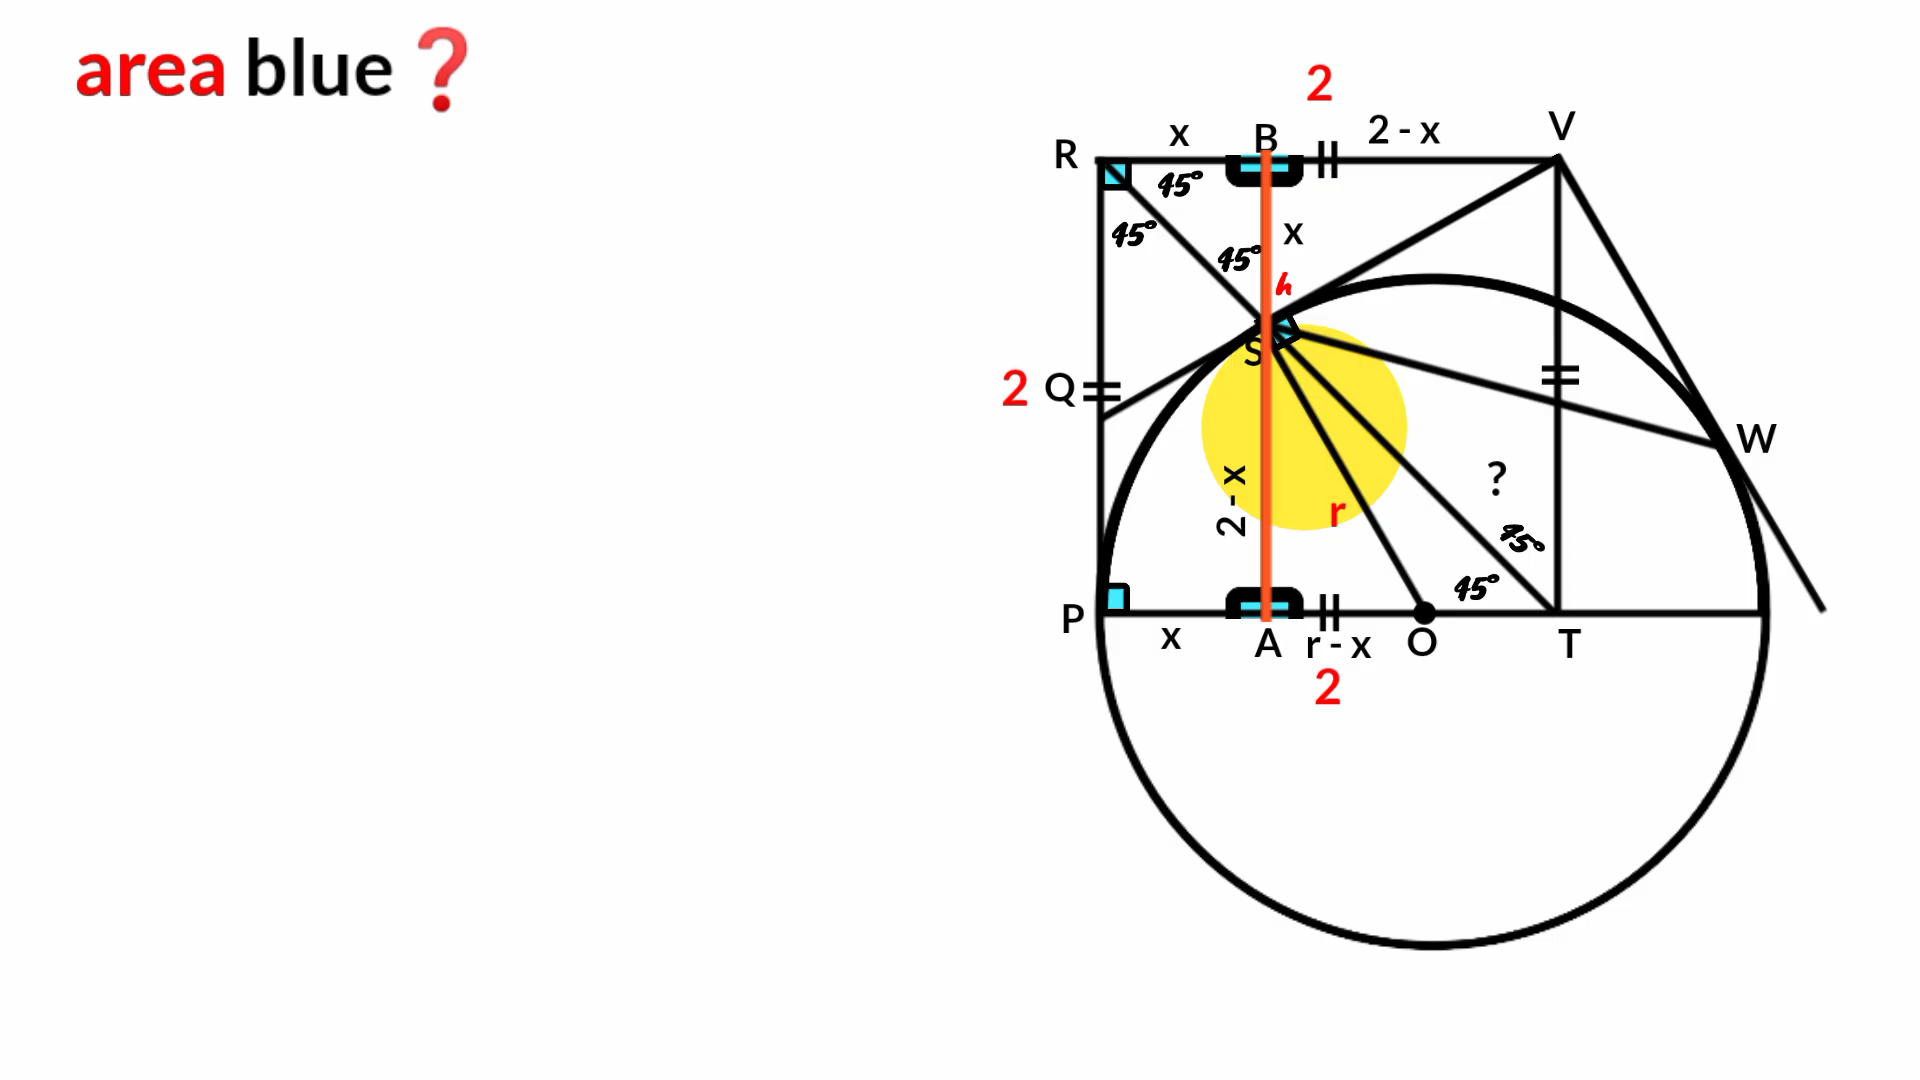 area blue ❓
2
x B 2 - x V
R
45°
45°
x
45°
h
S
2 Q
W
?
2 - x
r
45°
45°
P x A r - x O T
2